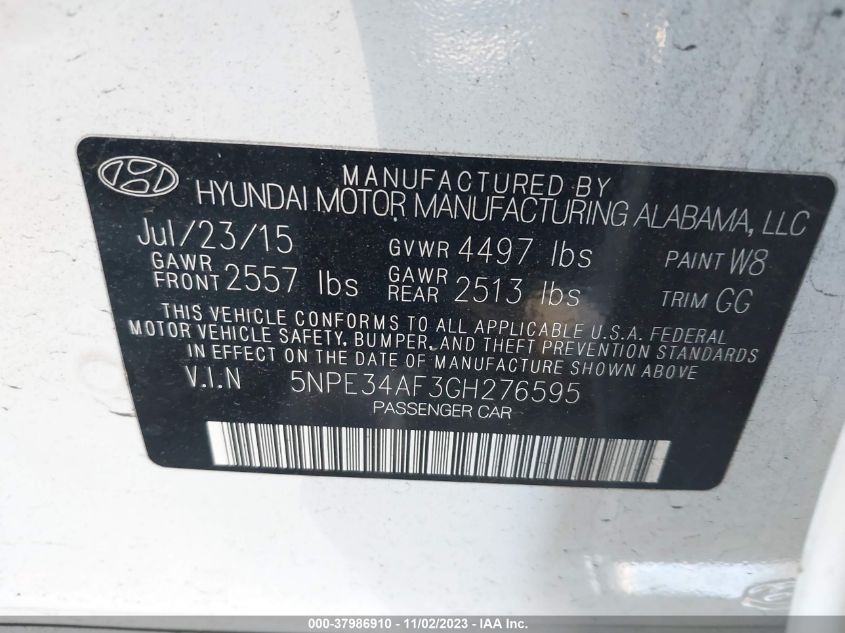 MANUFACTURED BY
HYUNDAI MOTOR MANUFACTURING ALABAMA, LLC
Jul/23/15 GVWR 4497 lbs PAINT W8
GAWR FRONT 2557 lbs GAWR REAR 2513 lbs TRIM GG
THIS VEHICLE CONFORMS TO ALL APPLICABLE U.S.A. FEDERAL
MOTOR VEHICLE SAFETY, BUMPER, AND THEFT PREVENTION STANDARDS
IN EFFECT ON THE DATE OF MANUFACTURE SHOWN ABOVE
V.I.N 5NPE34AF3GH276595
PASSENGER CAR
000-37986910 - 11/02/2023 - IAA Inc.